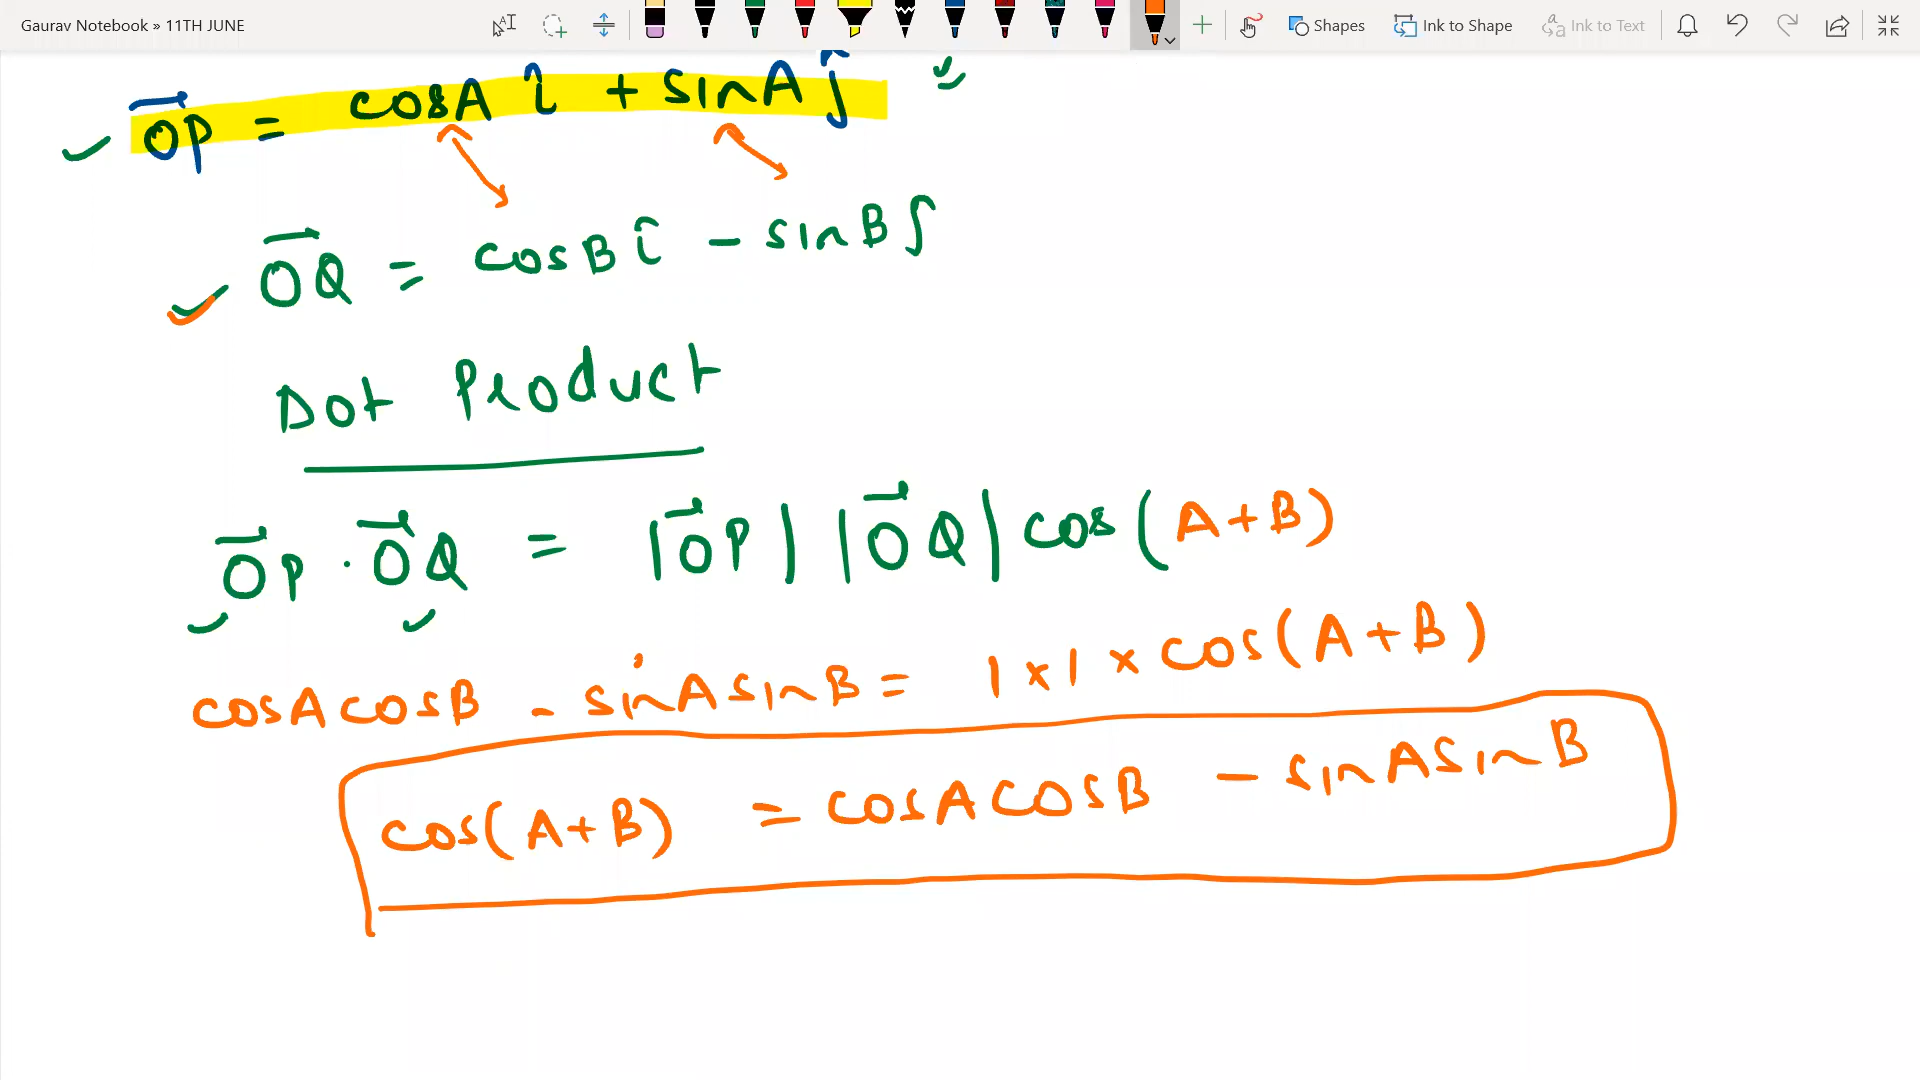 Gaurav Notebook » 11TH JUNE
Shapes
Ink to Shape
Ink to Text
OP⃗ = cosA î + sinA ĵ
OQ⃗ = cosB î - sinB ĵ
Dot Product
OP⃗ · OQ⃗ = |OP⃗| |OQ⃗| cos(A+B)
cosA cosB - sinA sinB = 1 x 1 x cos(A+B)
cos(A+B) = cosA cosB - sinA sinB